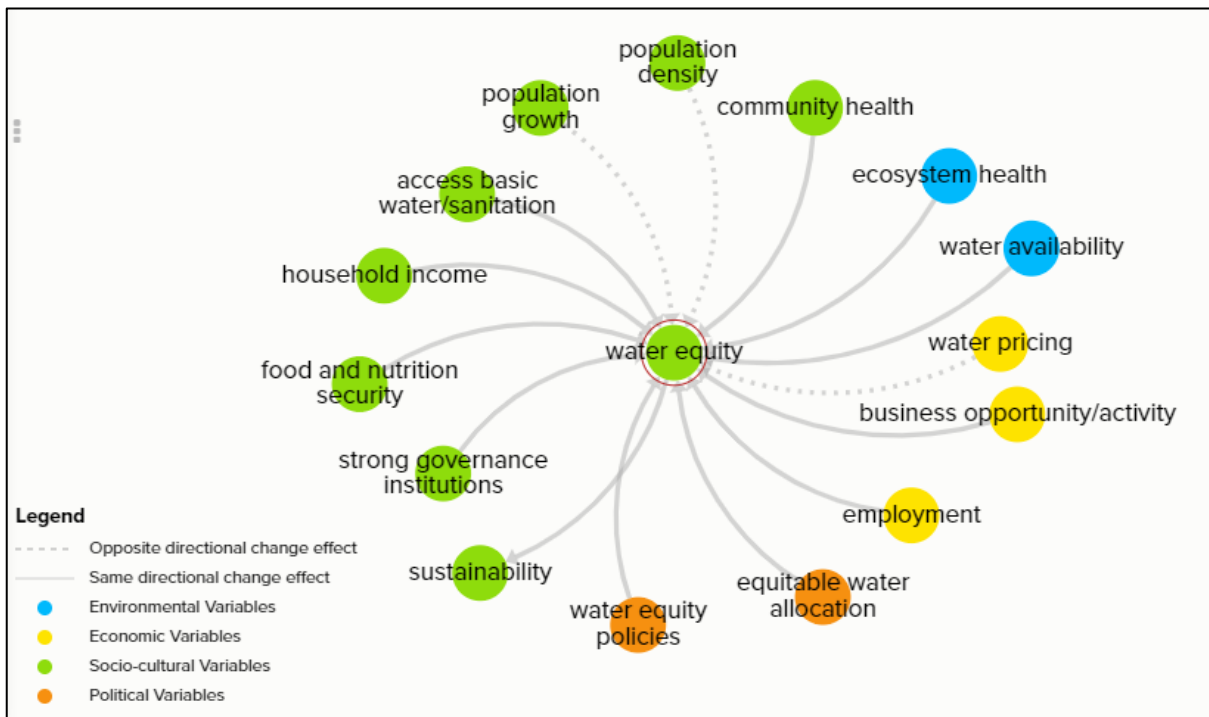 population
density
population
growth
community health
access basic
water/sanitation
ecosystem health
water availability
household income
water equity
water pricing
food and nutrition
security
business opportunity/activity
strong governance
institutions
employment
sustainability
equitable water
allocation
water equity
policies
Legend
Opposite directional change effect
Same directional change effect
Environmental Variables
Economic Variables
Socio-cultural Variables
Political Variables